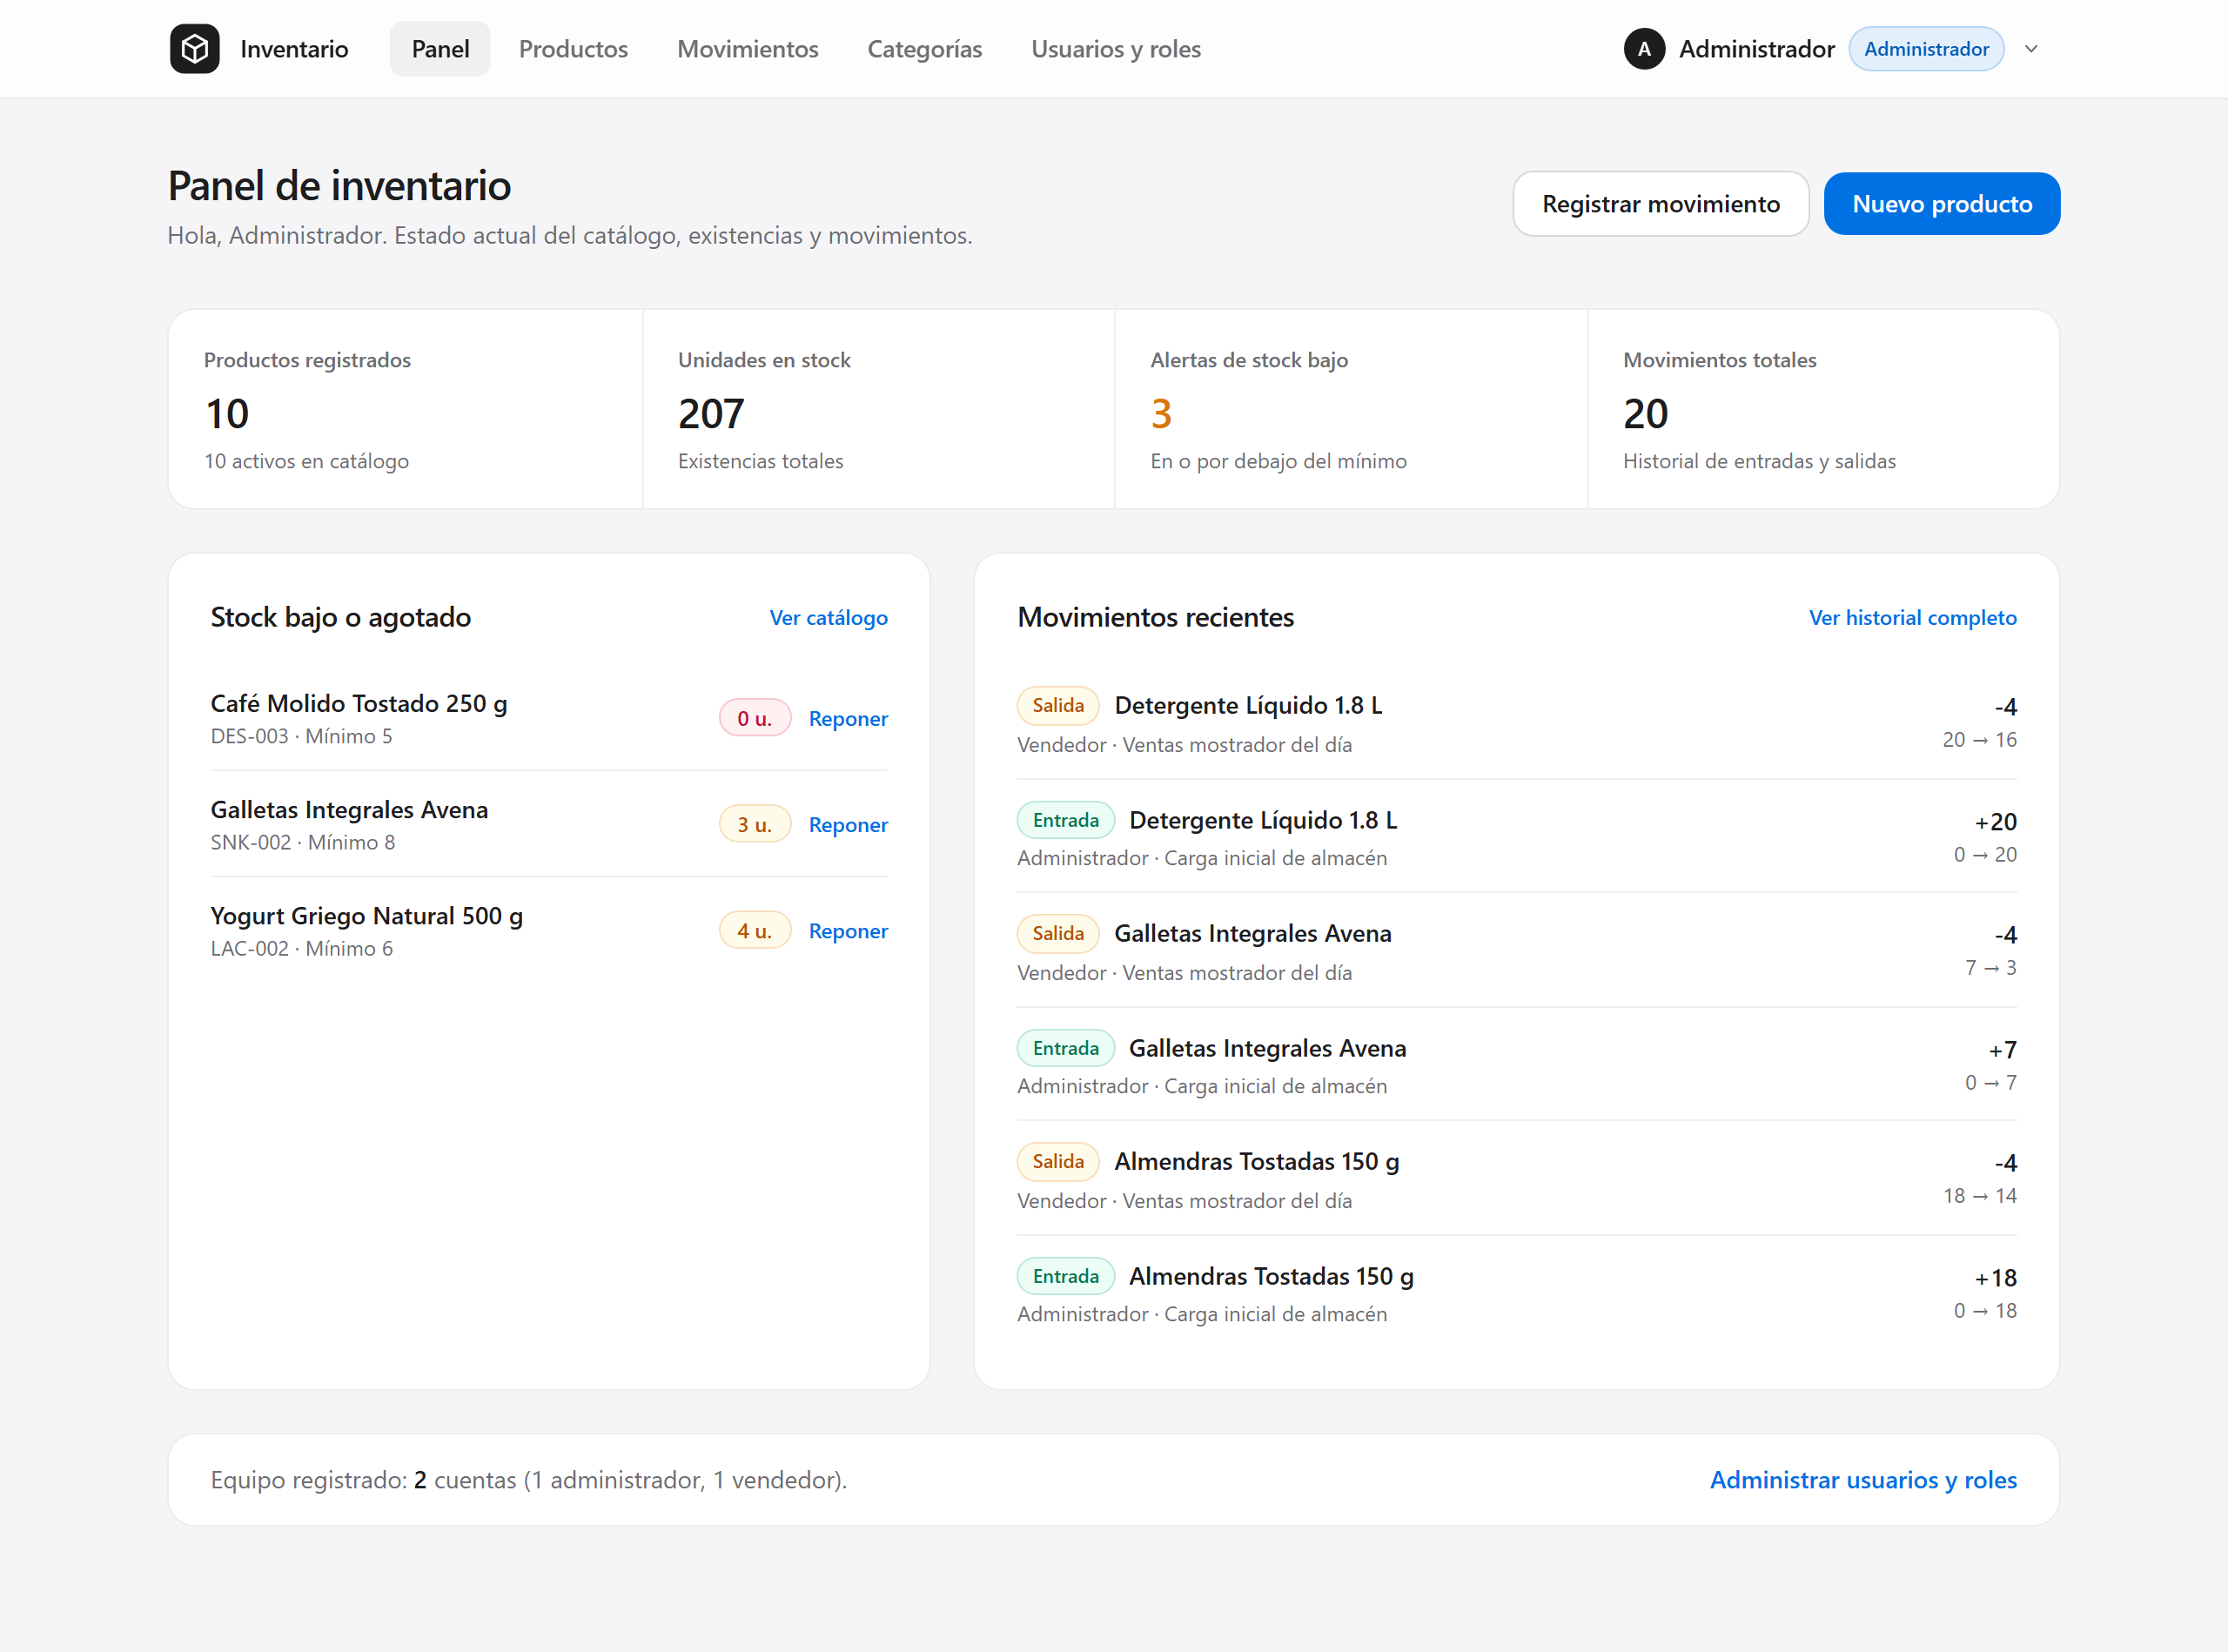 Inventario
Panel
Productos
Movimientos
Categorías
Usuarios y roles
A
Administrador
Administrador
Panel de inventario
Hola, Administrador. Estado actual del catálogo, existencias y movimientos.
Registrar movimiento
Nuevo producto
Productos registrados
10
10 activos en catálogo
Unidades en stock
207
Existencias totales
Alertas de stock bajo
3
En o por debajo del mínimo
Movimientos totales
20
Historial de entradas y salidas
Stock bajo o agotado
Ver catálogo
Café Molido Tostado 250 g
DES-003 · Mínimo 5
0 u.
Reponer
Galletas Integrales Avena
SNK-002 · Mínimo 8
3 u.
Reponer
Yogurt Griego Natural 500 g
LAC-002 · Mínimo 6
4 u.
Reponer
Movimientos recientes
Ver historial completo
Salida Detergente Líquido 1.8 L
Vendedor · Ventas mostrador del día
-4
20 → 16
Entrada Detergente Líquido 1.8 L
Administrador · Carga inicial de almacén
+20
0 → 20
Salida Galletas Integrales Avena
Vendedor · Ventas mostrador del día
-4
7 → 3
Entrada Galletas Integrales Avena
Administrador · Carga inicial de almacén
+7
0 → 7
Salida Almendras Tostadas 150 g
Vendedor · Ventas mostrador del día
-4
18 → 14
Entrada Almendras Tostadas 150 g
Administrador · Carga inicial de almacén
+18
0 → 18
Equipo registrado: 2 cuentas (1 administrador, 1 vendedor).
Administrar usuarios y roles